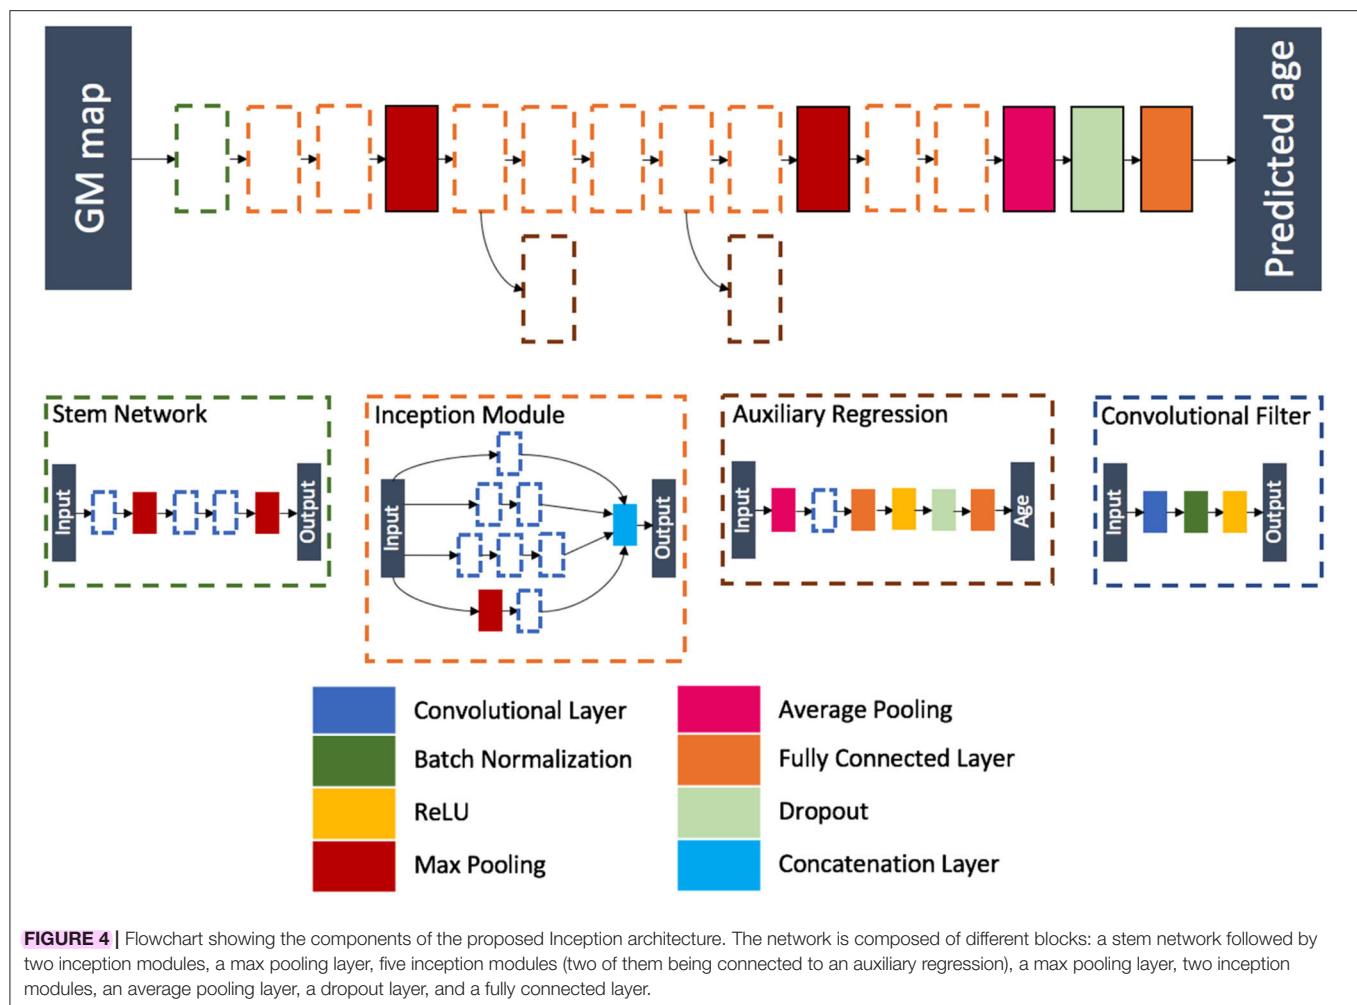 GM map
Predicted age
Stem Network
Input
Output
Inception Module
Input
Output
Auxiliary Regression
Input
Age
Convolutional Filter
Input
Output
Convolutional Layer
Batch Normalization
ReLU
Max Pooling
Average Pooling
Fully Connected Layer
Dropout
Concatenation Layer
FIGURE 4 | Flowchart showing the components of the proposed Inception architecture. The network is composed of different blocks: a stem network followed by
two inception modules, a max pooling layer, five inception modules (two of them being connected to an auxiliary regression), a max pooling layer, two inception
modules, an average pooling layer, a dropout layer, and a fully connected layer.